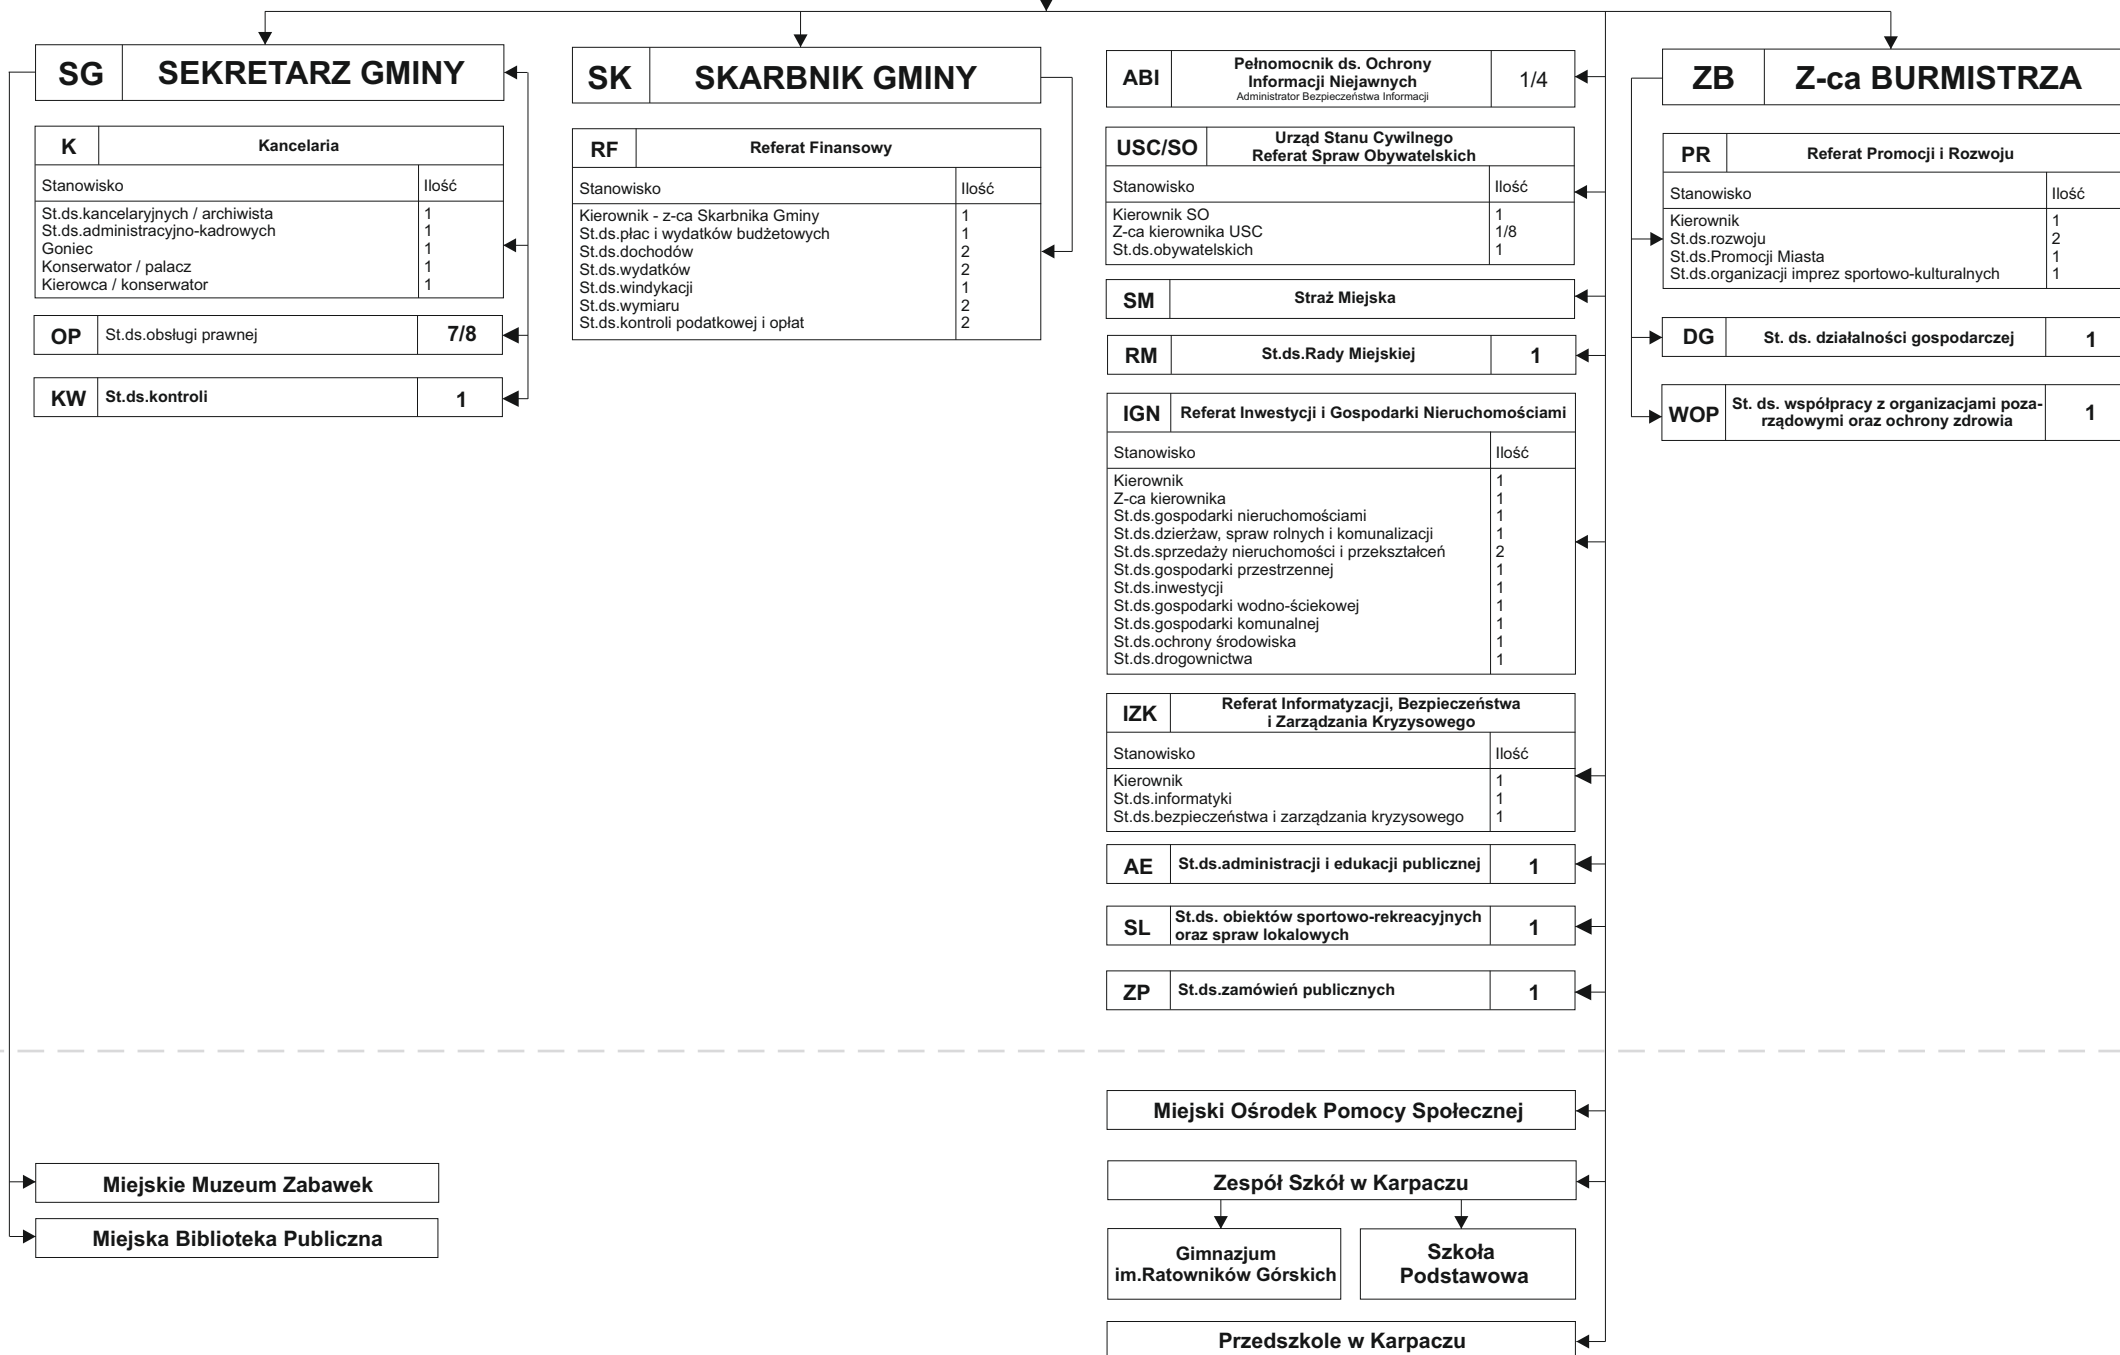 SG SEKRETARZ GMINY
K Kancelaria
Stanowisko Ilość
St.ds.kancelaryjnych / archiwista 1
St.ds.administracyjno-kadrowych 1
Goniec 1
Konserwator / palacz 1
Kierowca / konserwator 1
OP St.ds.obsługi prawnej 7/8
KW St.ds.kontroli 1
SK SKARBNIK GMINY
RF Referat Finansowy
Stanowisko Ilość
Kierownik - z-ca Skarbnika Gminy 1
St.ds.płac i wydatków budżetowych 1
St.ds.dochodów 2
St.ds.wydatków 2
St.ds.windykacji 1
St.ds.wymiaru 2
St.ds.kontroli podatkowej i opłat 2
ABI Pełnomocnik ds. Ochrony
Informacji Niejawnych 1/4
Administrator Bezpieczeństwa Informacji
USC/SO Urząd Stanu Cywilnego
Referat Spraw Obywatelskich
Stanowisko Ilość
Kierownik SO 1
Z-ca kierownika USC 1/8
St.ds.obywatelskich 1
SM Straż Miejska
RM St.ds.Rady Miejskiej 1
IGN Referat Inwestycji i Gospodarki Nieruchomościami
Stanowisko Ilość
Kierownik 1
Z-ca kierownika 1
St.ds.gospodarki nieruchomościami 1
St.ds.dzierżaw, spraw rolnych i komunalizacji 1
St.ds.sprzedaży nieruchomości i przekształceń 2
St.ds.gospodarki przestrzennej 1
St.ds.inwestycji 1
St.ds.gospodarki wodno-ściekowej 1
St.ds.gospodarki komunalnej 1
St.ds.ochrony środowiska 1
St.ds.drogownictwa 1
IZK Referat Informatyzacji, Bezpieczeństwa
i Zarządzania Kryzysowego
Stanowisko Ilość
Kierownik 1
St.ds.informatyki 1
St.ds.bezpieczeństwa i zarządzania kryzysowego 1
AE St.ds.administracji i edukacji publicznej 1
SL St.ds. obiektów sportowo-rekreacyjnych
oraz spraw lokalowych 1
ZP St.ds.zamówień publicznych 1
ZB Z-ca BURMISTRZA
PR Referat Promocji i Rozwoju
Stanowisko Ilość
Kierownik 1
St.ds.rozwoju 2
St.ds.Promocji Miasta 1
St.ds.organizacji imprez sportowo-kulturalnych 1
DG St. ds. działalności gospodarczej 1
WOP St. ds. współpracy z organizacjami poza-
rządowymi oraz ochrony zdrowia 1
Miejskie Muzeum Zabawek
Miejska Biblioteka Publiczna
Miejski Ośrodek Pomocy Społecznej
Zespół Szkół w Karpaczu
Gimnazjum
im.Ratowników Górskich
Szkoła
Podstawowa
Przedszkole w Karpaczu